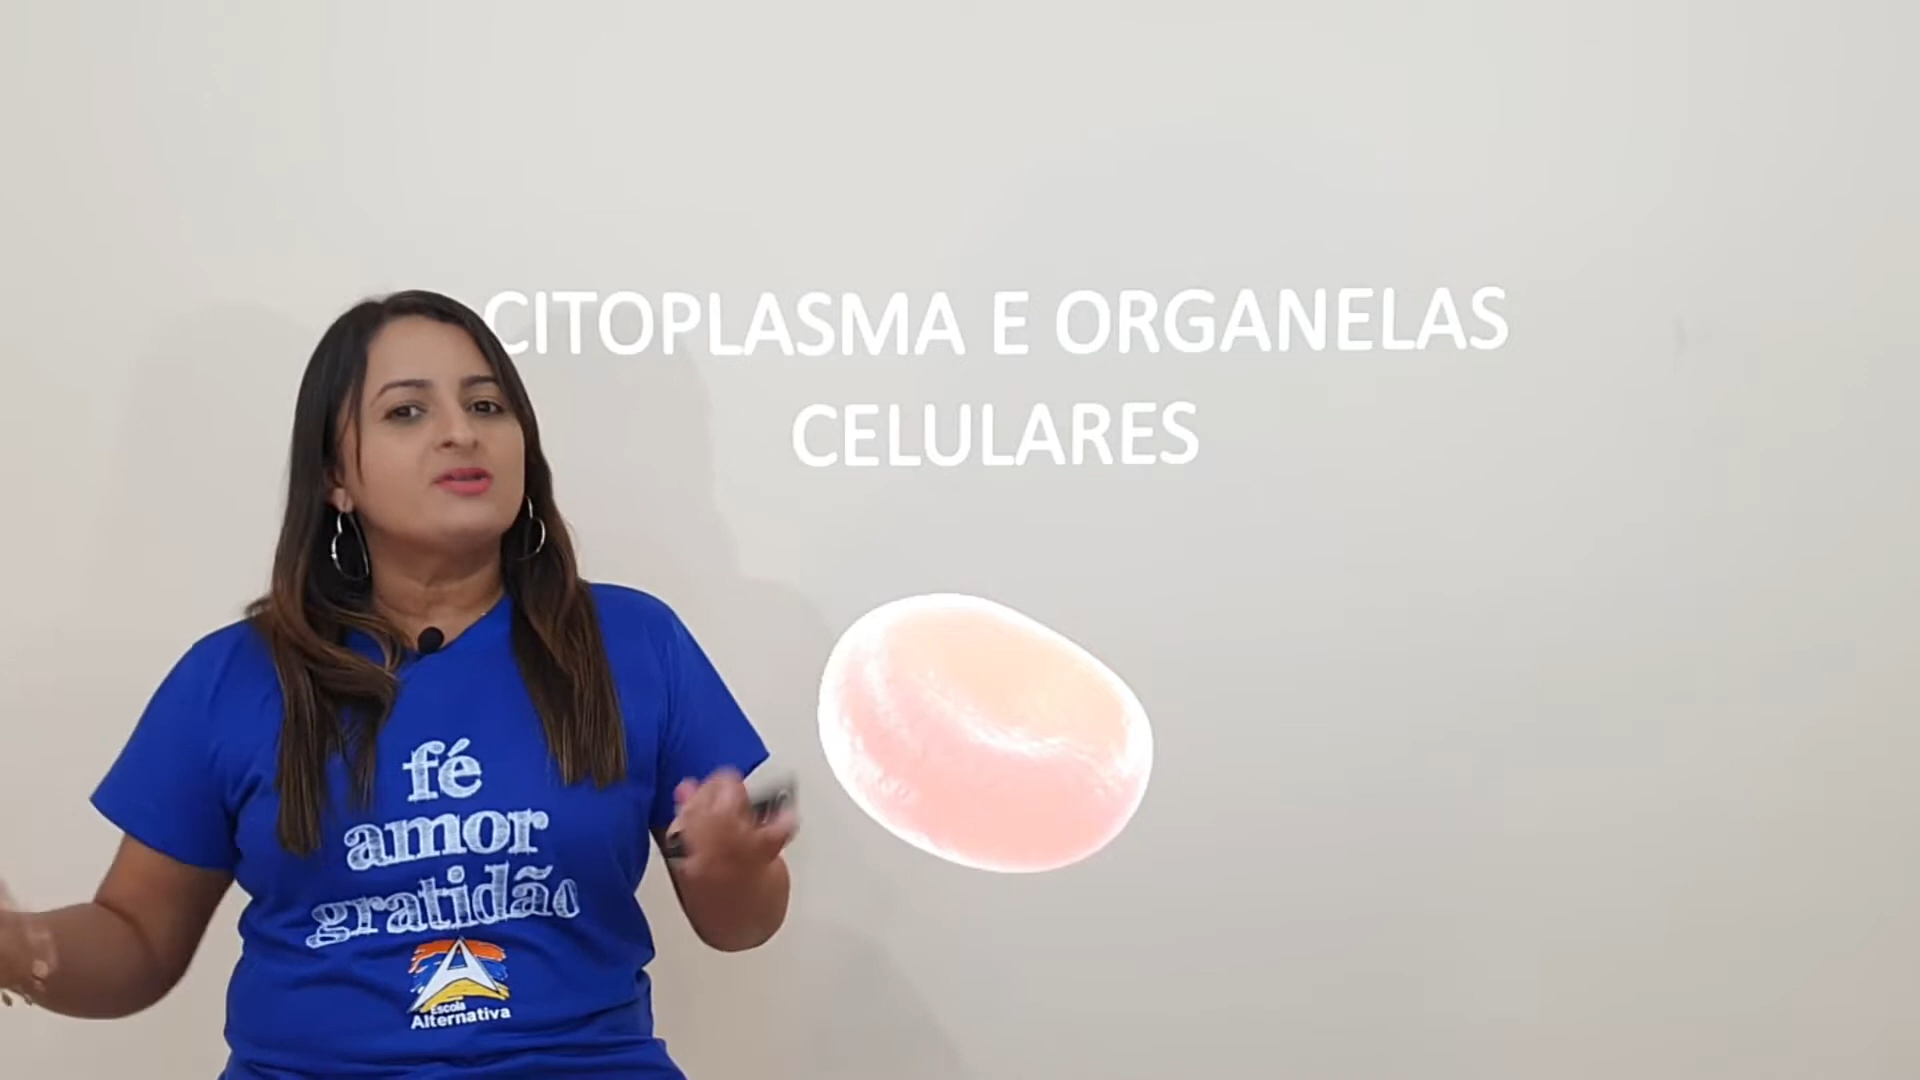 CITOPLASMA E ORGANELAS
CELULARES
fé
amor
gratidão
Escola
Alternativa